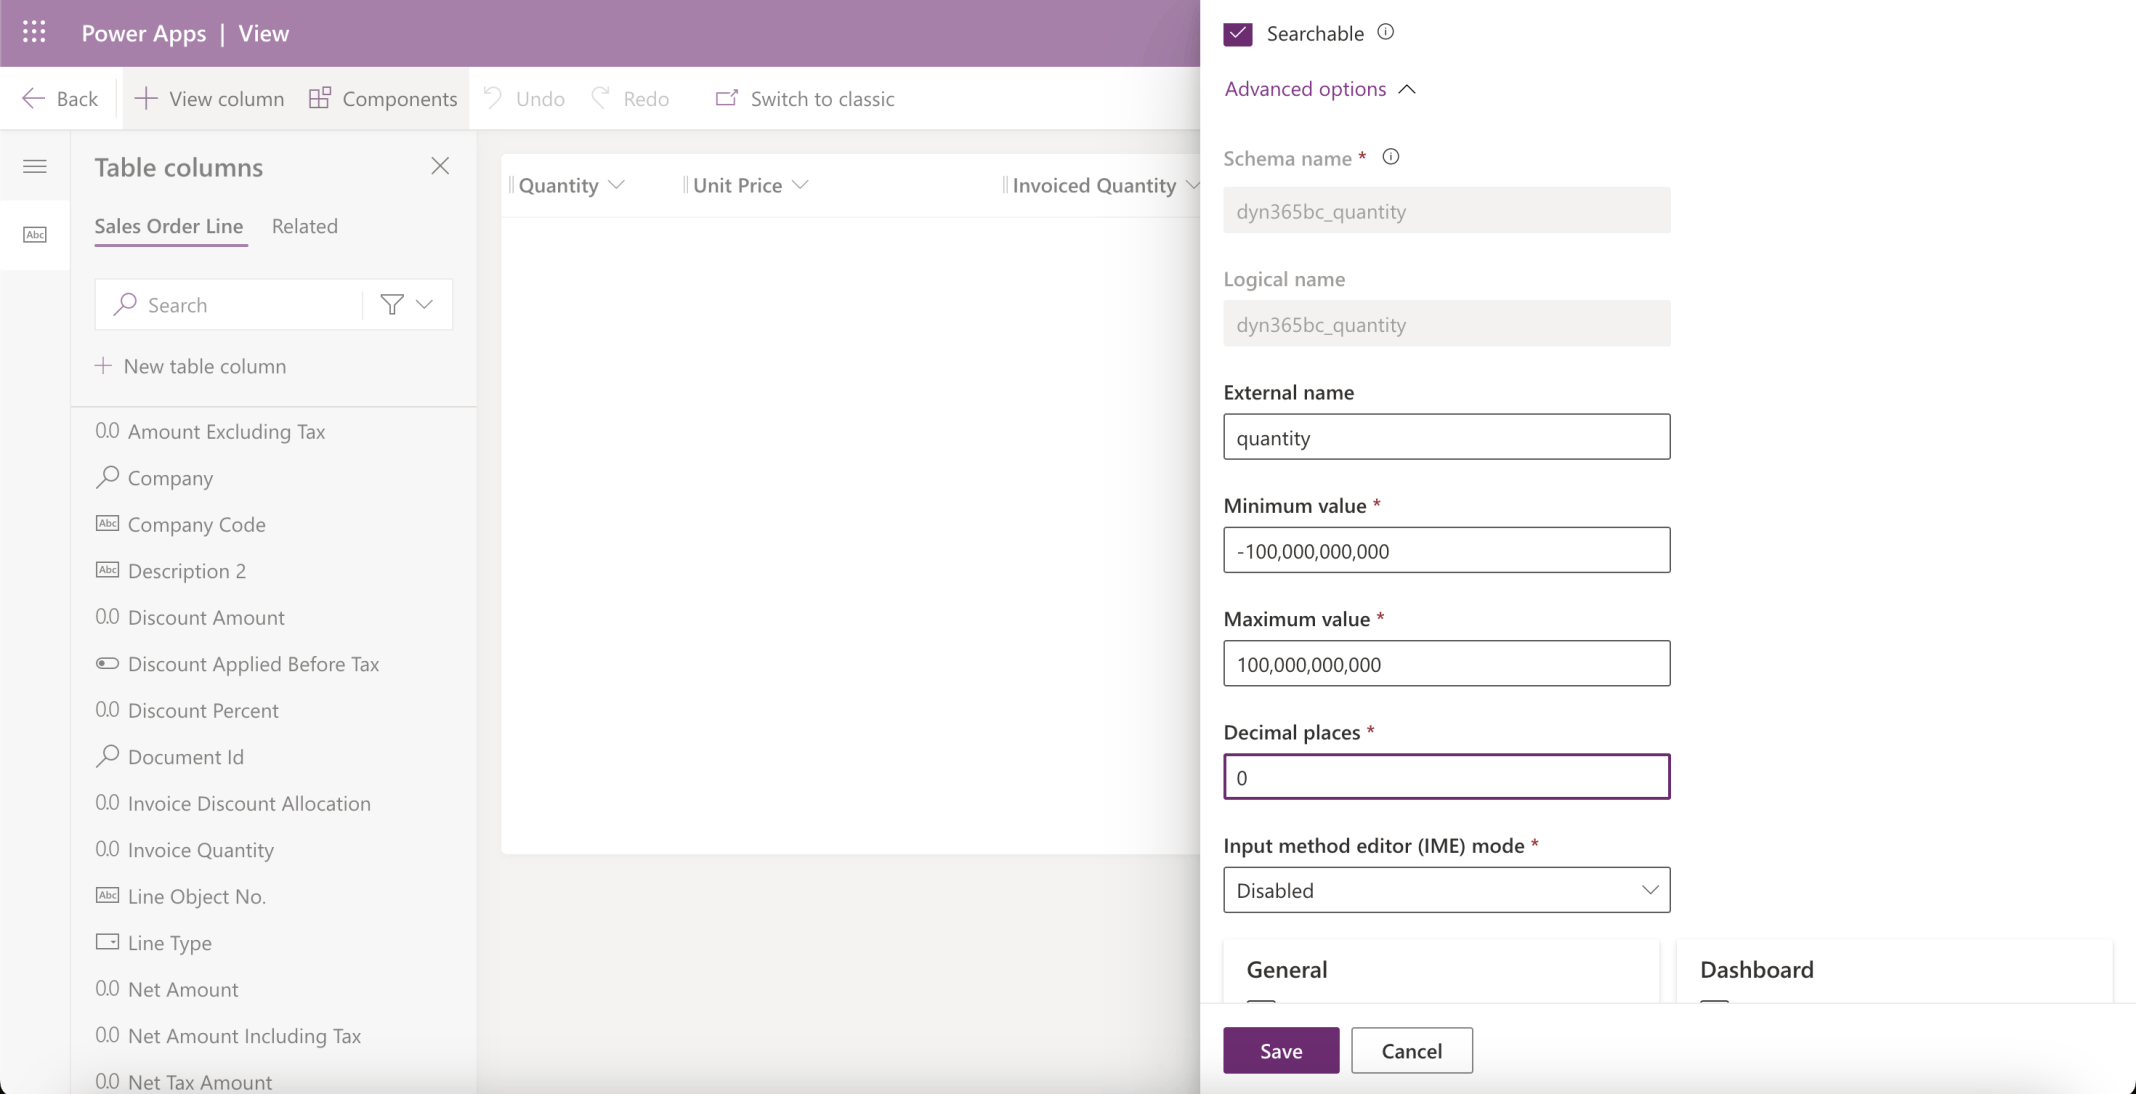 Power Apps | View
Back
View column
Components
Undo
Redo
Switch to classic
Table columns
Sales Order Line
Related
Search
New table column
0.0 Amount Excluding Tax
Company
Abc Company Code
Abc Description 2
0.0 Discount Amount
Discount Applied Before Tax
0.0 Discount Percent
Document Id
0.0 Invoice Discount Allocation
0.0 Invoice Quantity
Abc Line Object No.
Line Type
0.0 Net Amount
0.0 Net Amount Including Tax
0.0 Net Tax Amount
Abc
Quantity
Unit Price
Invoiced Quantity
Searchable
Advanced options
Schema name *
dyn365bc_quantity
Logical name
dyn365bc_quantity
External name
quantity
Minimum value *
-100,000,000,000
Maximum value *
100,000,000,000
Decimal places *
0
Input method editor (IME) mode *
Disabled
General
Dashboard
Save
Cancel